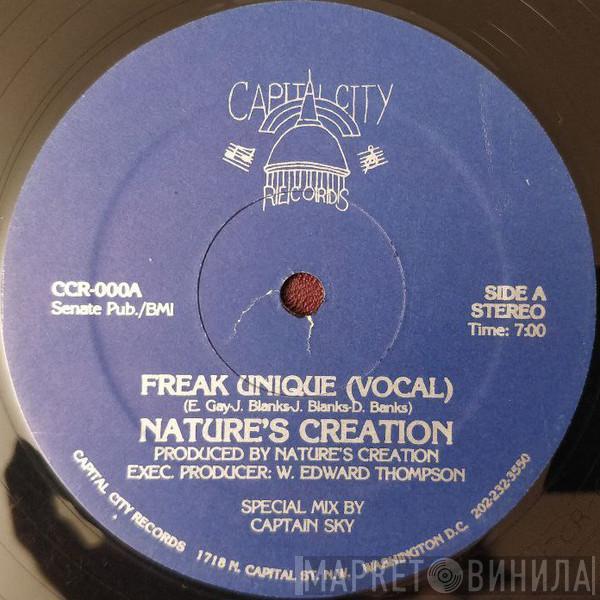 CAPITAL CITY
RECORDS
CCR-000A
Senate Pub./BMI
SIDE A
STEREO
Time: 7:00
FREAK UNIQUE (VOCAL)
(E. Gay-J. Blanks-J. Blanks-D. Banks)
NATURE'S CREATION
PRODUCED BY NATURE'S CREATION
EXEC. PRODUCER: W. EDWARD THOMPSON
SPECIAL MIX BY
CAPTAIN SKY
CAPITAL CITY RECORDS 1718 N. CAPITAL ST. N.W. WASHINGTON D.C. 202-232-3550
МАРКЕТ ВИНИЛА